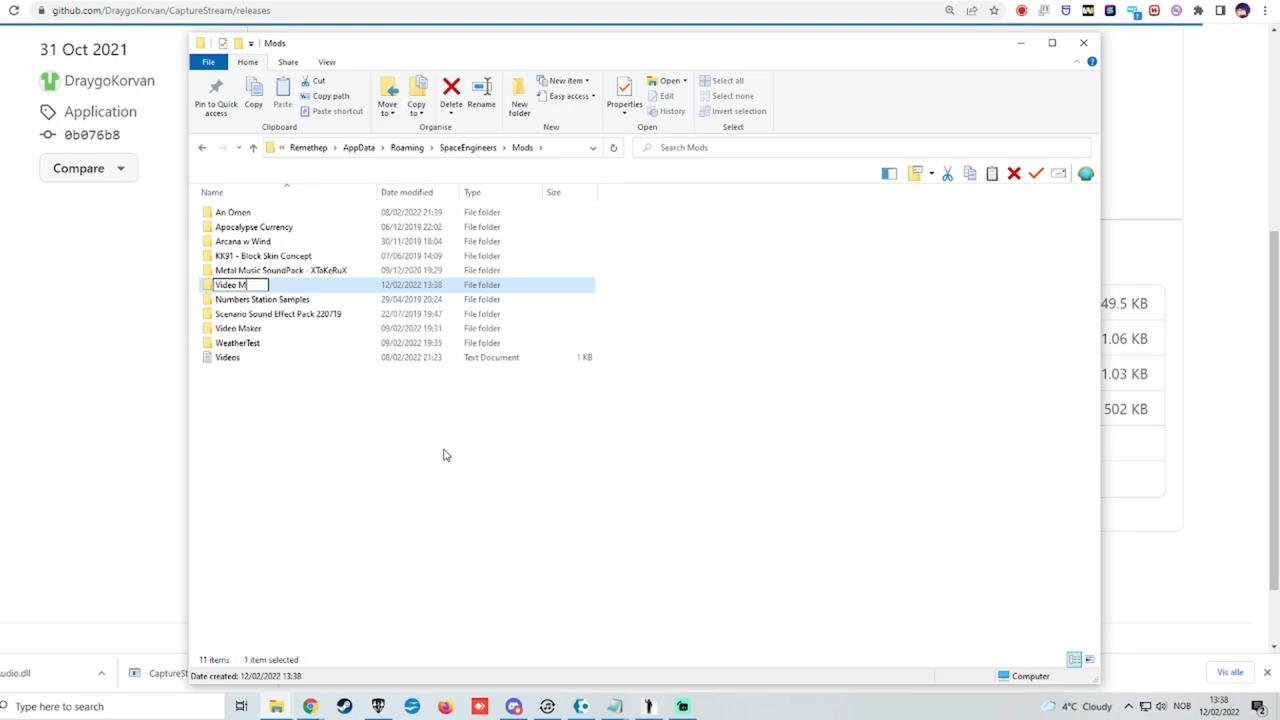 github.com/DraygoKorvan/CaptureStream/releases
31 Oct 2021
DraygoKorvan
Application
0b076b8
Compare
Mods
File
Home
Share
View
Pin to Quick access
Copy
Paste
Cut
Copy path
Paste shortcut
Clipboard
Move to
Copy to
Delete
Rename
Organise
New folder
New item
Easy access
New
Properties
Open
Edit
History
Open
Select all
Select none
Invert selection
Select
« Remethep > AppData > Roaming > SpaceEngineers > Mods >
Search Mods
Name Date modified Type Size
An Omen 08/02/2022 21:39 File folder
Apocalypse Currency 06/12/2019 22:02 File folder
Arcana w Wind 30/11/2019 18:04 File folder
KK91 - Block Skin Concept 07/06/2019 14:09 File folder
Metal Music SoundPack - XTaKeRuX 09/12/2020 19:29 File folder
Video M 12/02/2022 13:38 File folder
Numbers Station Samples 29/04/2019 20:24 File folder
Scenario Sound Effect Pack 220719 22/07/2019 19:47 File folder
Video Maker 09/02/2022 19:31 File folder
WeatherTest 09/02/2022 19:35 File folder
Videos 08/02/2022 21:23 Text Document 1 KB
49.5 KB
1.06 KB
1.03 KB
502 KB
11 items 1 item selected
Date created: 12/02/2022 13:38
Computer
udio.dll
CaptureSt
Vis alle
Type here to search
4°C Cloudy
NOB
13:38
12/02/2022
2